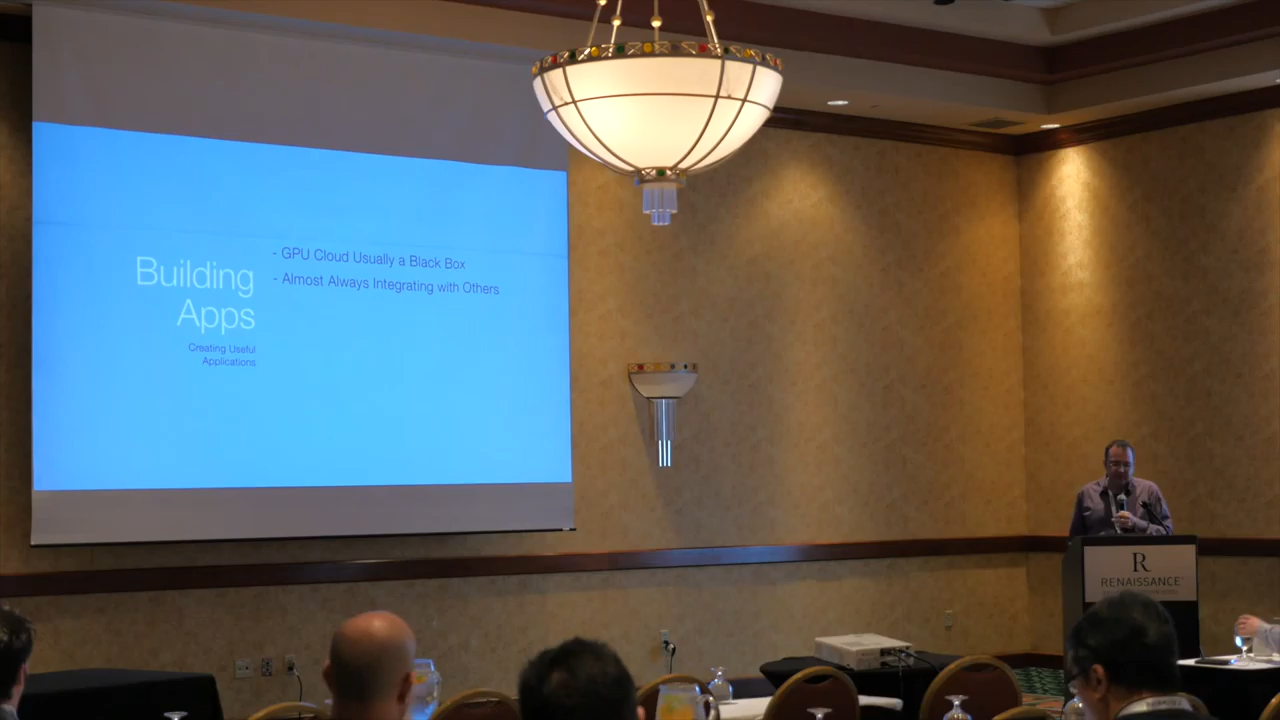 Building
Apps
Creating Useful
Applications
- GPU Cloud Usually a Black Box
- Almost Always Integrating with Others
R
RENAISSANCE